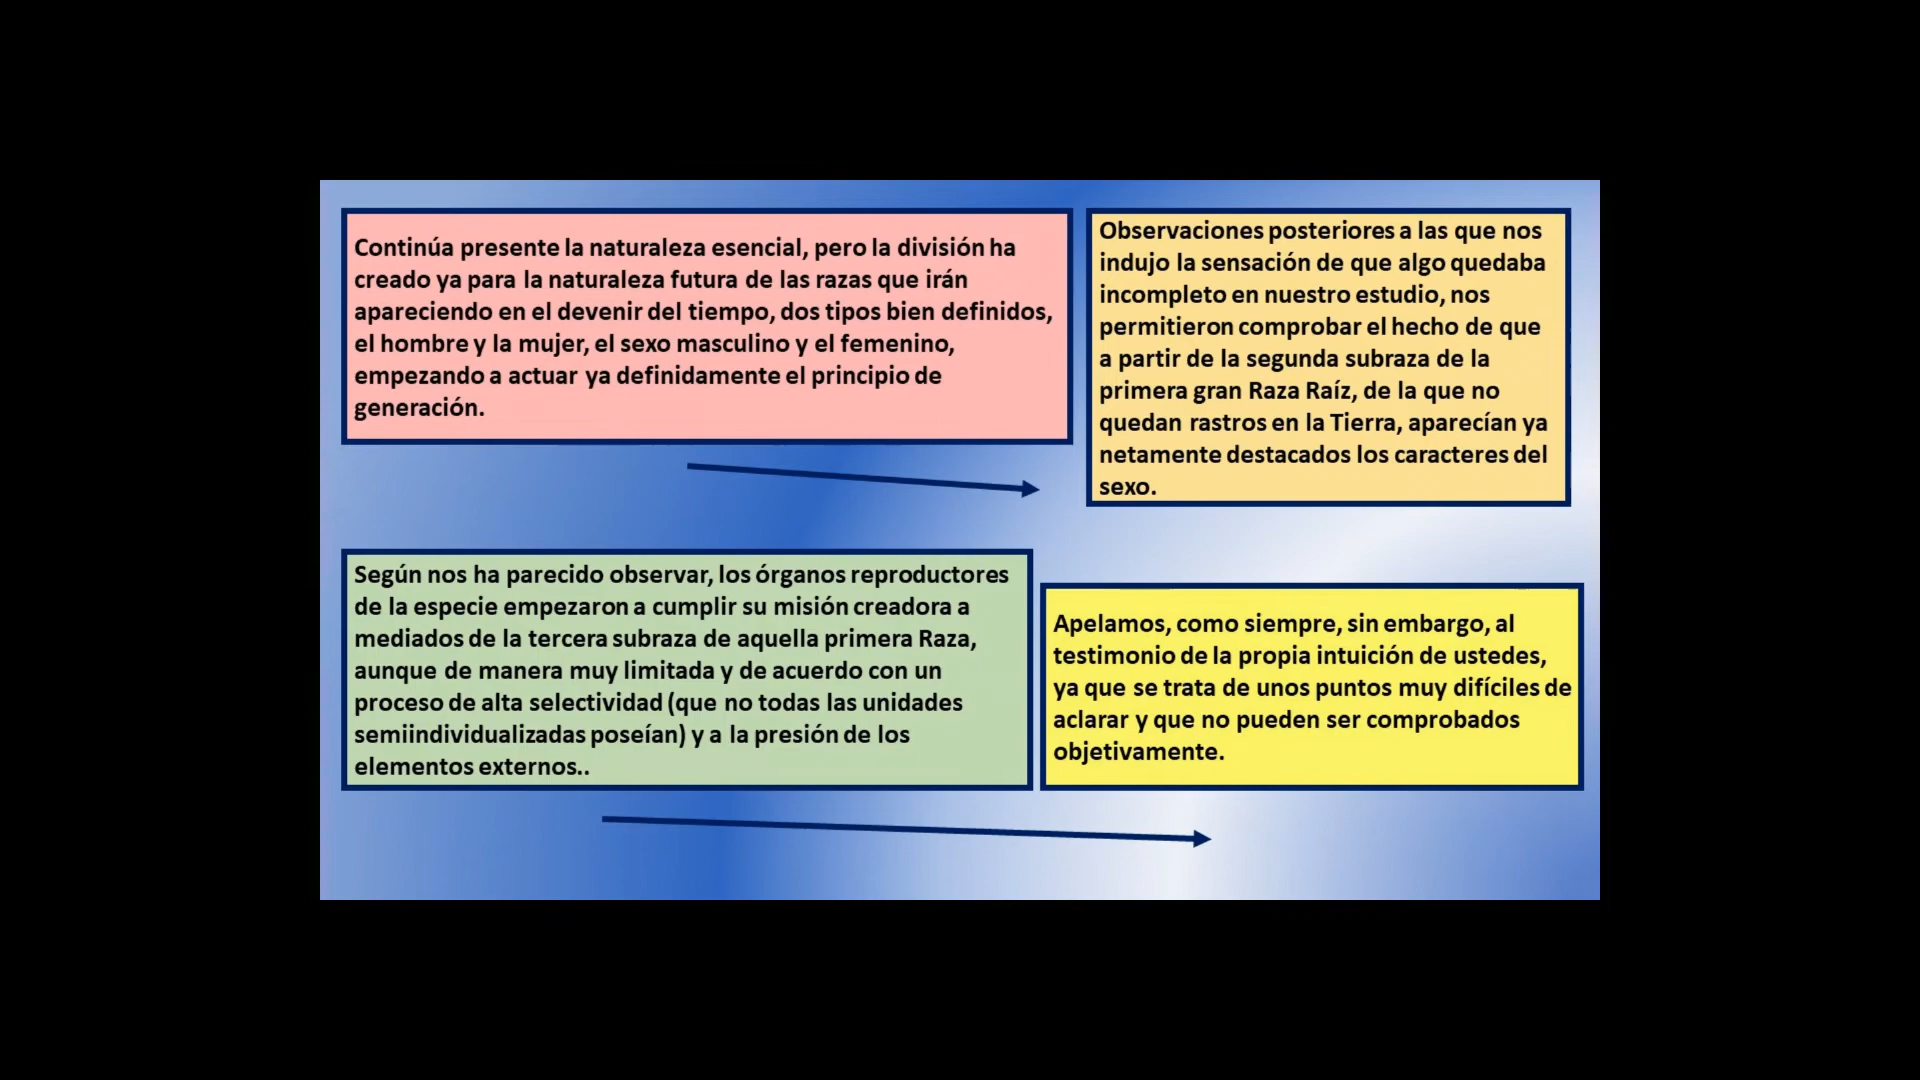 Continúa presente la naturaleza esencial, pero la división ha
creado ya para la naturaleza futura de las razas que irán
apareciendo en el devenir del tiempo, dos tipos bien definidos,
el hombre y la mujer, el sexo masculino y el femenino,
empezando a actuar ya definidamente el principio de
generación.
Observaciones posteriores a las que nos
indujo la sensación de que algo quedaba
incompleto en nuestro estudio, nos
permitieron comprobar el hecho de que
a partir de la segunda subraza de la
primera gran Raza Raíz, de la que no
quedan rastros en la Tierra, aparecían ya
netamente destacados los caracteres del
sexo.
Según nos ha parecido observar, los órganos reproductores
de la especie empezaron a cumplir su misión creadora a
mediados de la tercera subraza de aquella primera Raza,
aunque de manera muy limitada y de acuerdo con un
proceso de alta selectividad (que no todas las unidades
semiindividualizadas poseían) y a la presión de los
elementos externos..
Apelamos, como siempre, sin embargo, al
testimonio de la propia intuición de ustedes,
ya que se trata de unos puntos muy difíciles de
aclarar y que no pueden ser comprobados
objetivamente.